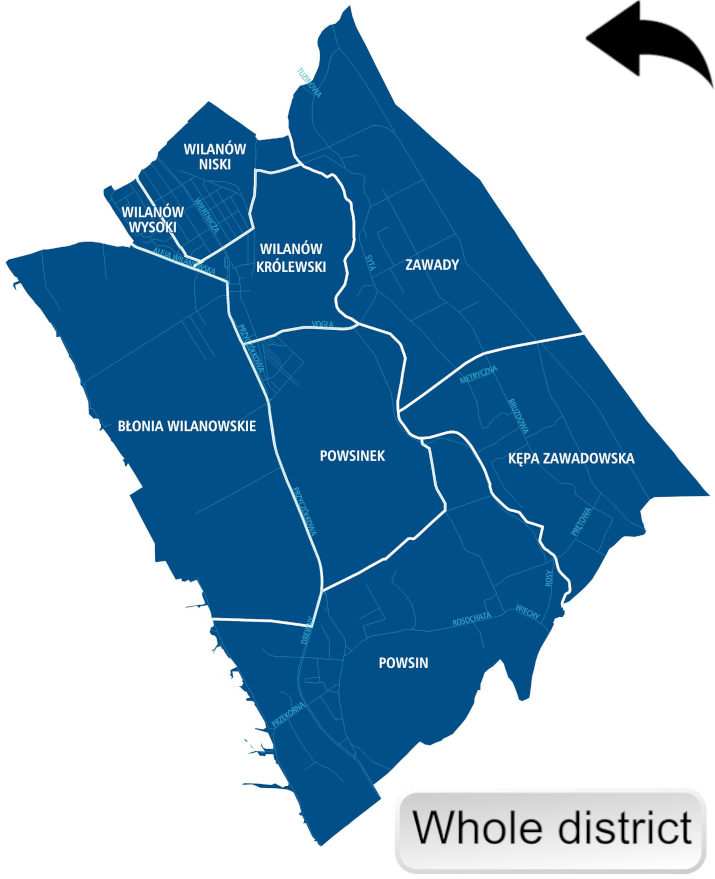 TUZINOWA
WILANÓW
NISKI
WIERTNICZA
WILANÓW
WYSOKI
ALEJA WILANOWSKA
WILANÓW
KRÓLEWSKI
SYTA
ZAWADY
VOGLA
PRZYCZÓŁKOWA
METRYCZNA
BRUZDOWA
BŁONIA WILANOWSKIE
POWSINEK
KĘPA ZAWADOWSKA
PRZYCZÓŁKOWA
PRĘTOWA
ROSY
WIECHY
ROSOCHATA
DREWNY
POWSIN
PRZEKORNA
Whole district